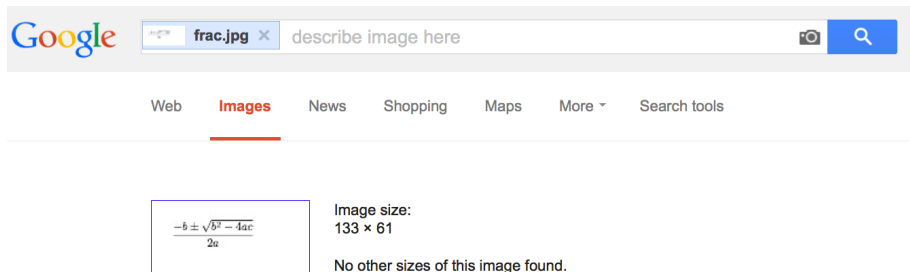 Google frac.jpg × describe image here
Web Images News Shopping Maps More Search tools
Image size:
133 × 61
−b ± √b² − 4ac
2a
No other sizes of this image found.